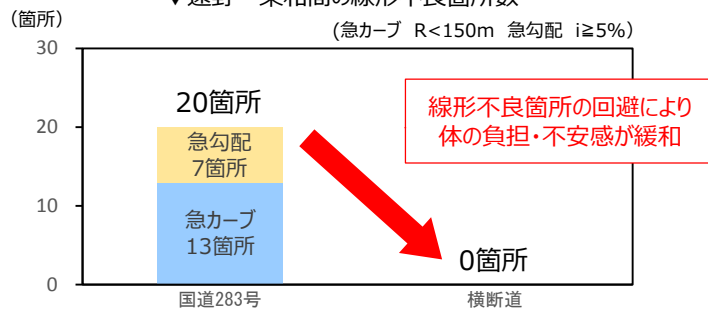 (箇所)
(急カーブ R<150m 急勾配 i≧5%)
30
20
10
0
20箇所
急勾配
7箇所
急カーブ
13箇所
線形不良箇所の回避により
体の負担・不安感が緩和
0箇所
国道283号
横断道